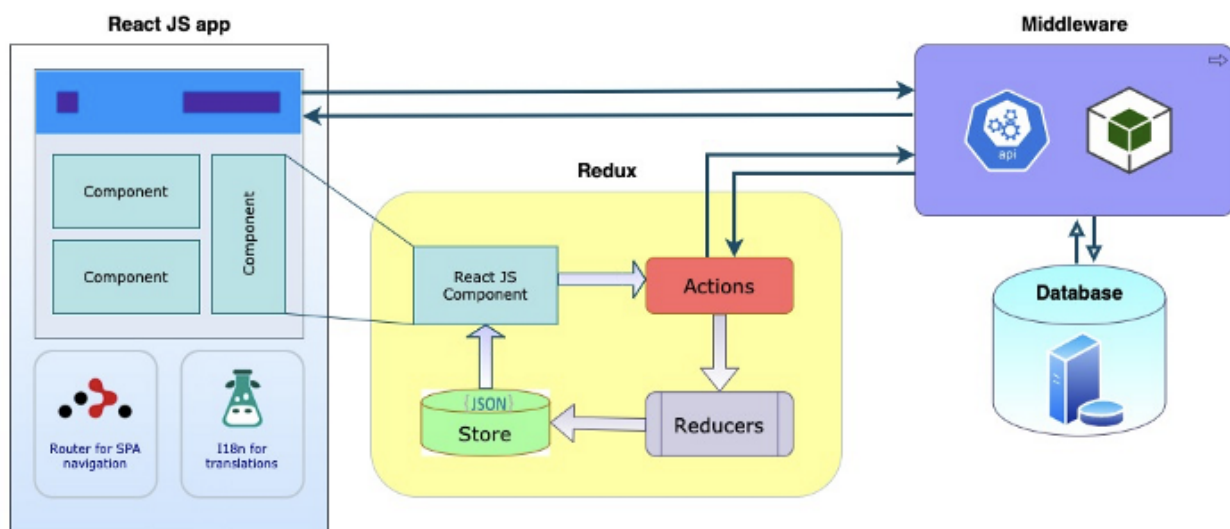 React JS app
Middleware
api
Redux
Component
Component
Component
React JS
Component
Actions
Database
{JSON}
Store
Reducers
Router for SPA
navigation
I18n for
translations